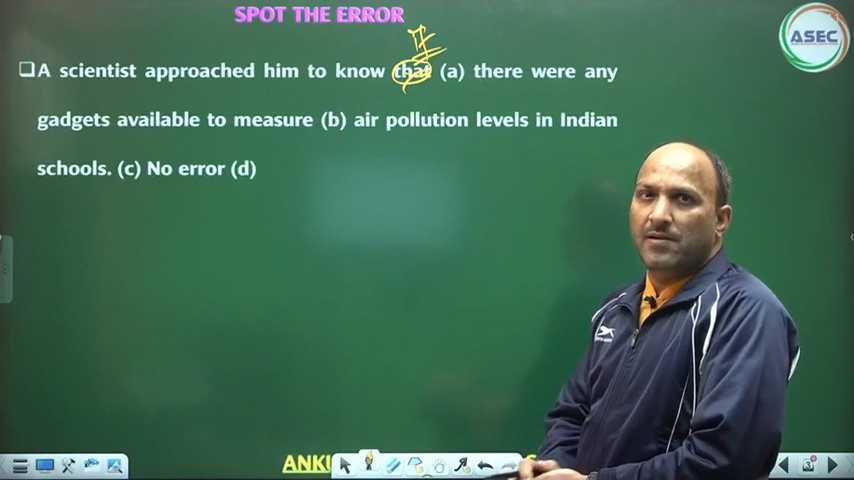 SPOT THE ERROR
ASEC
if
❑A scientist approached him to know that (a) there were any
gadgets available to measure (b) air pollution levels in Indian
schools. (c) No error (d)